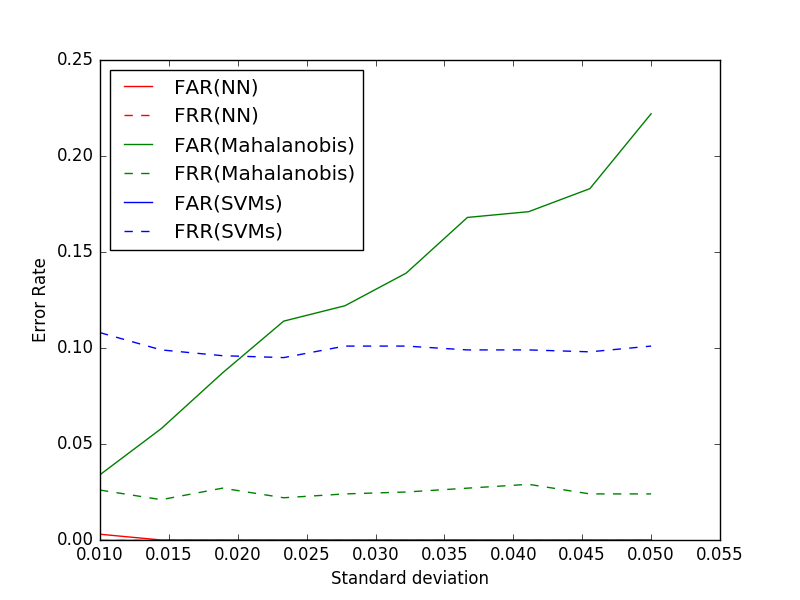 0.25
0.20
0.15
0.10
0.05
0.00
Error Rate
FAR(NN)
FRR(NN)
FAR(Mahalanobis)
FRR(Mahalanobis)
FAR(SVMs)
FRR(SVMs)
0.010 0.015 0.020 0.025 0.030 0.035 0.040 0.045 0.050 0.055
Standard deviation